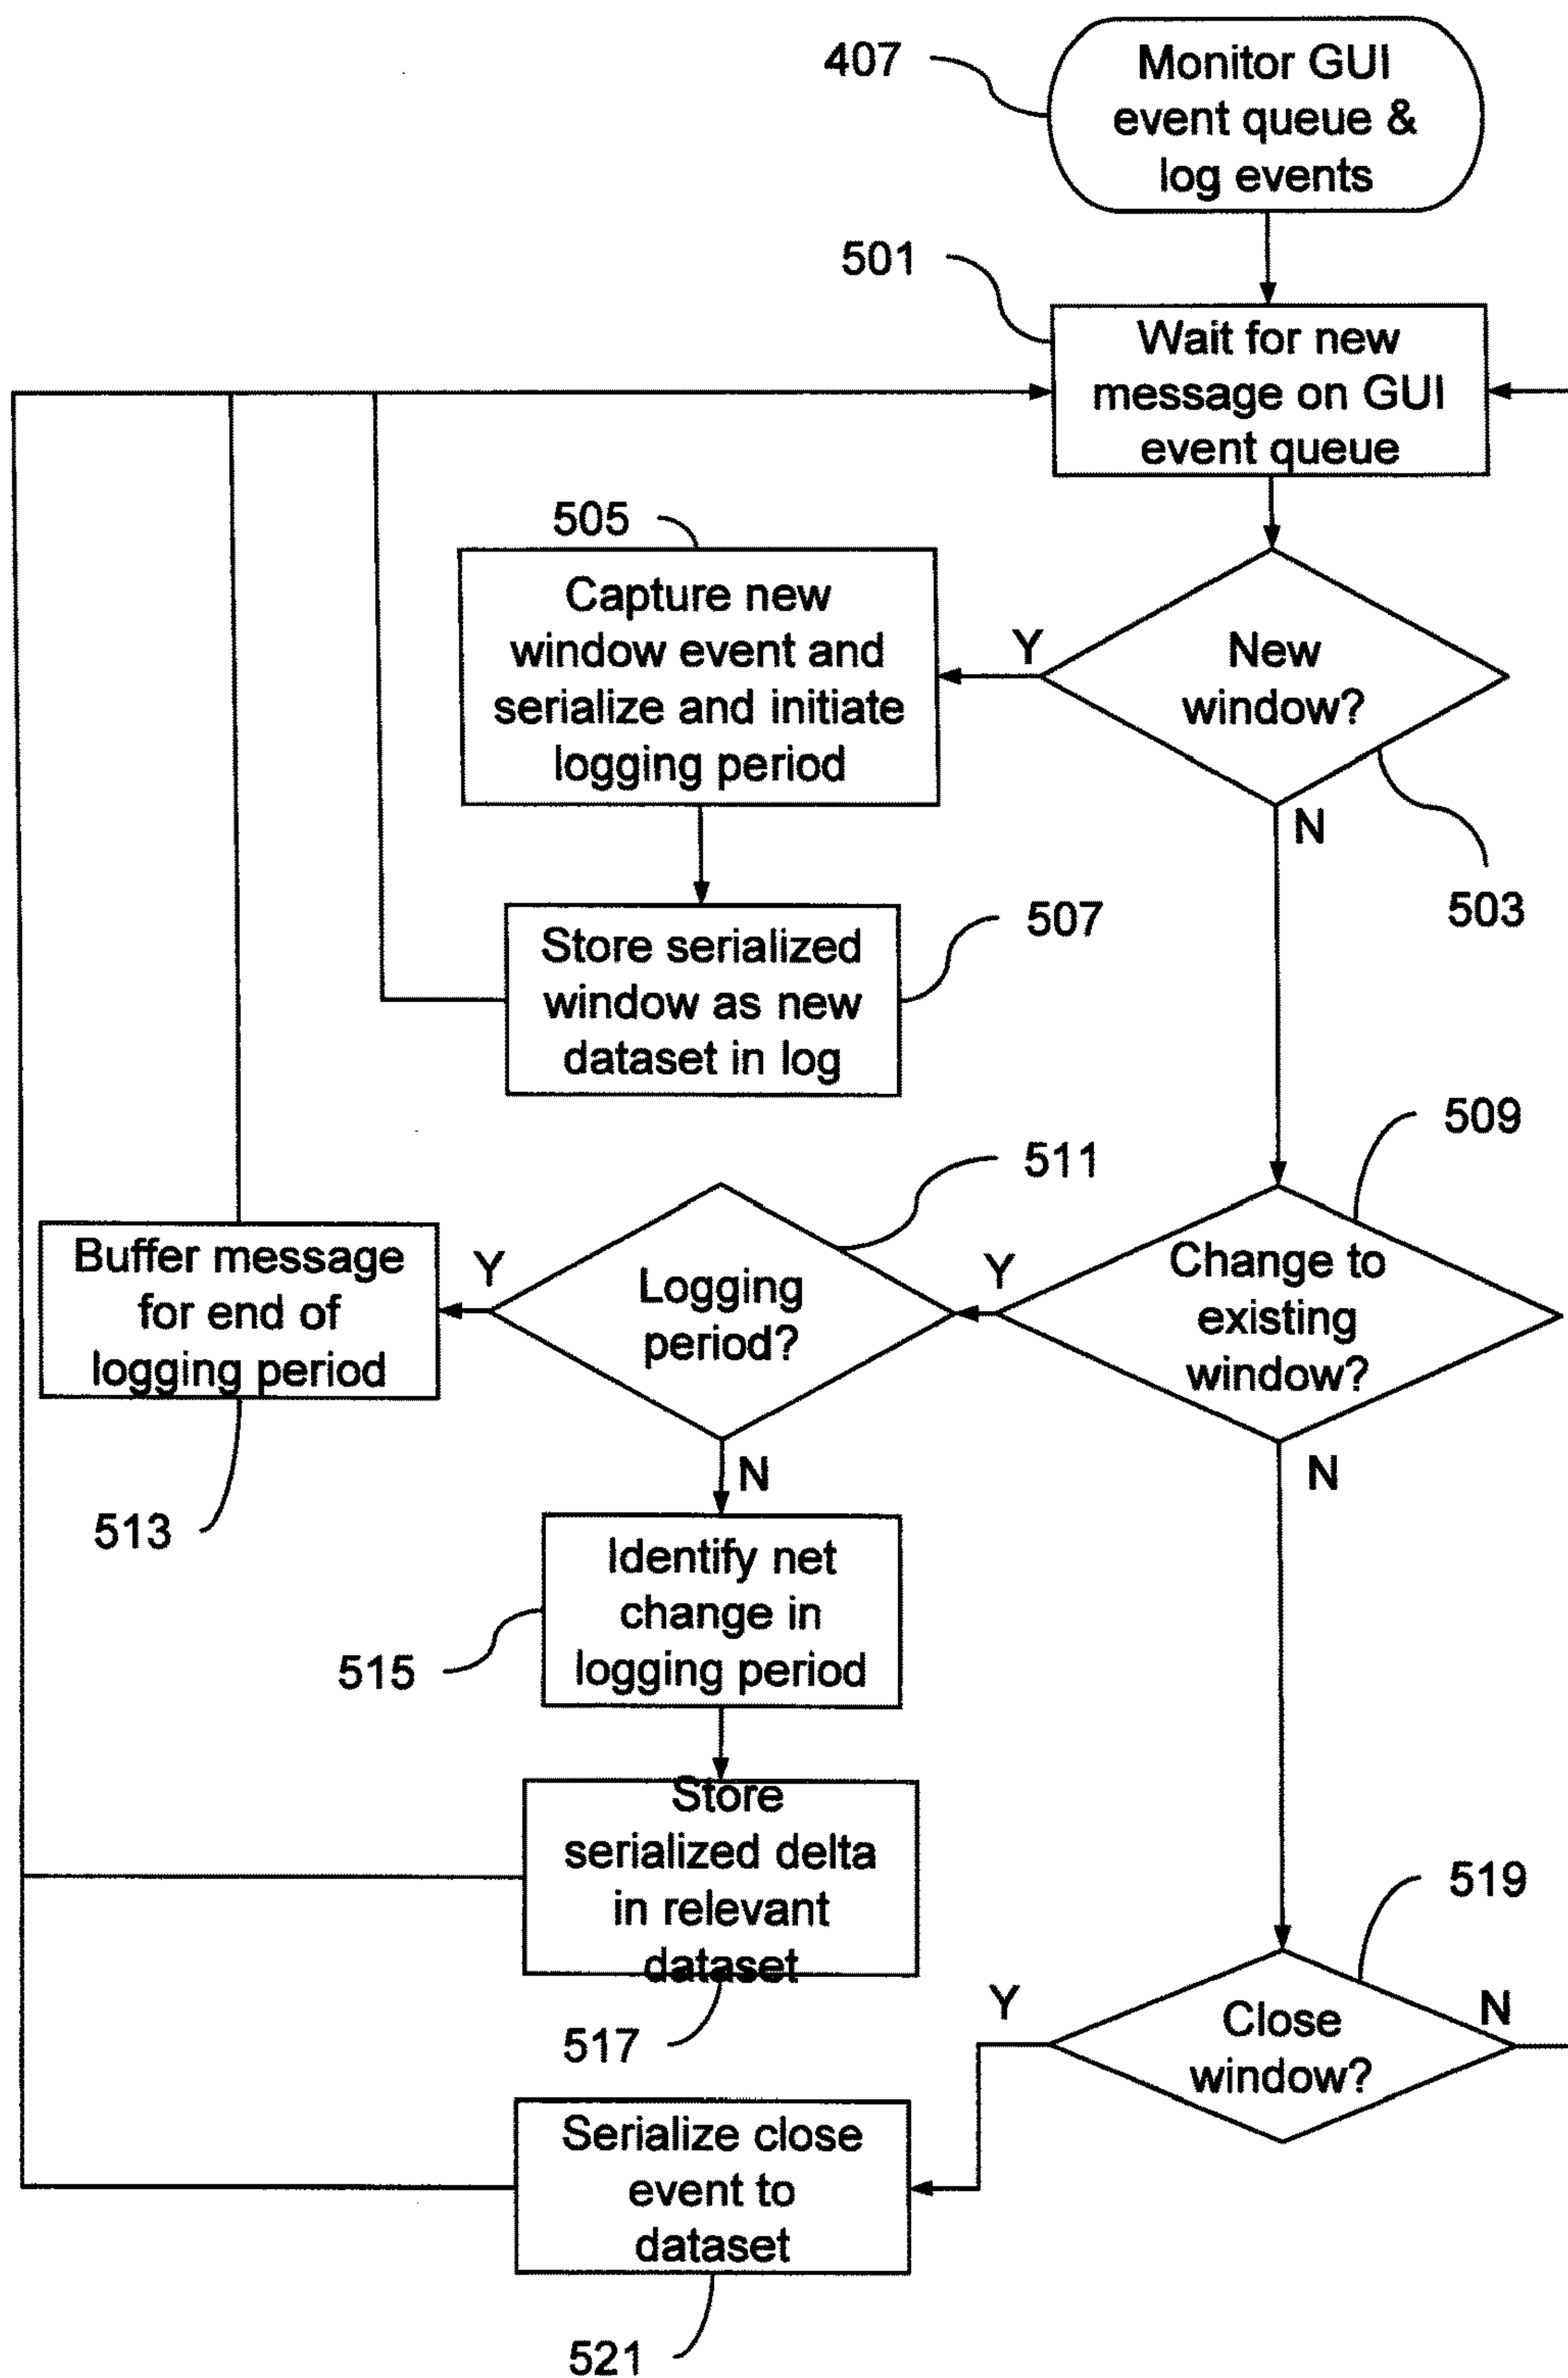 407
Monitor GUI
event queue &
log events
501
Wait for new
message on GUI
event queue
505
Capture new
window event and
serialize and initiate
logging period
Y
New
window?
N
503
Store serialized
window as new
dataset in log
507
509
511
Buffer message
for end of
logging period
Y
Logging
period?
Y
Change to
existing
window?
513
N
N
Identify net
change in
logging period
515
Store
serialized delta
in relevant
dataset
517
519
Y
Close
window?
N
Serialize close
event to
dataset
521